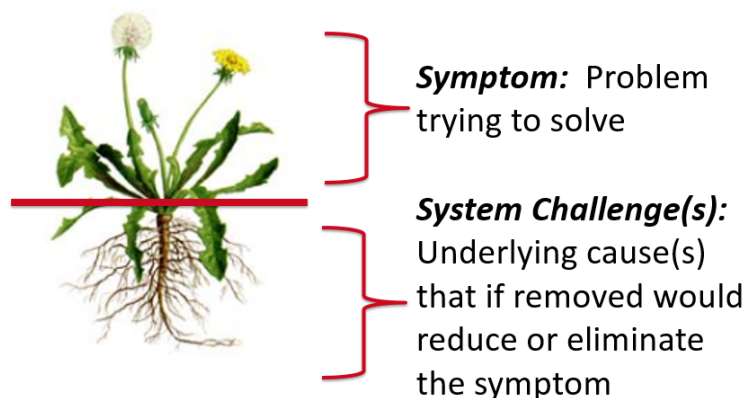 Symptom: Problem
trying to solve
System Challenge(s):
Underlying cause(s)
that if removed would
reduce or eliminate
the symptom